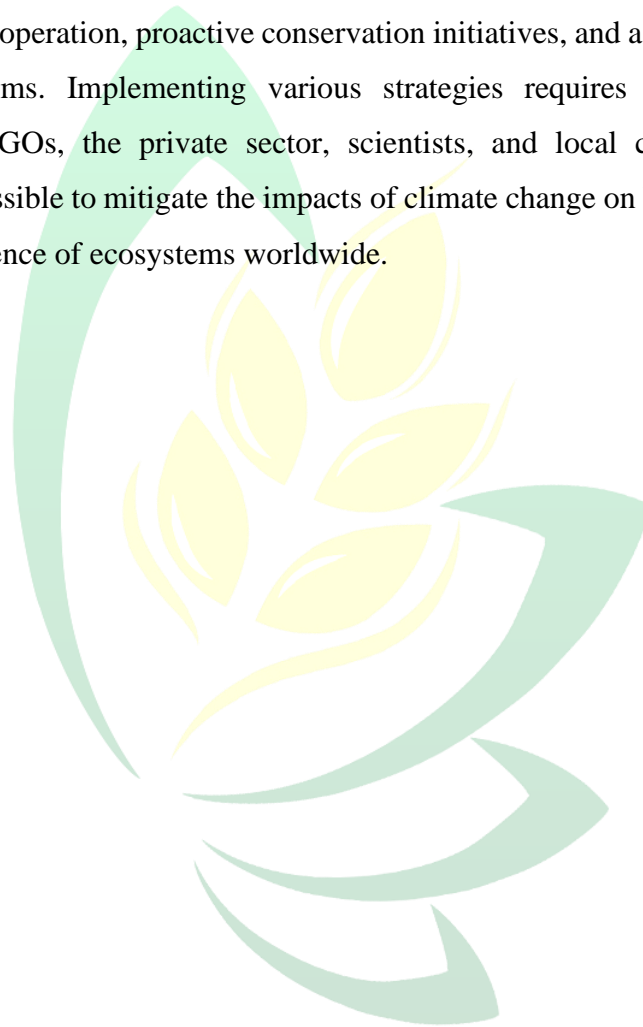 operation, proactive conservation initiatives, and a
ms. Implementing various strategies requires
GOs, the private sector, scientists, and local c
ssible to mitigate the impacts of climate change on
ence of ecosystems worldwide.